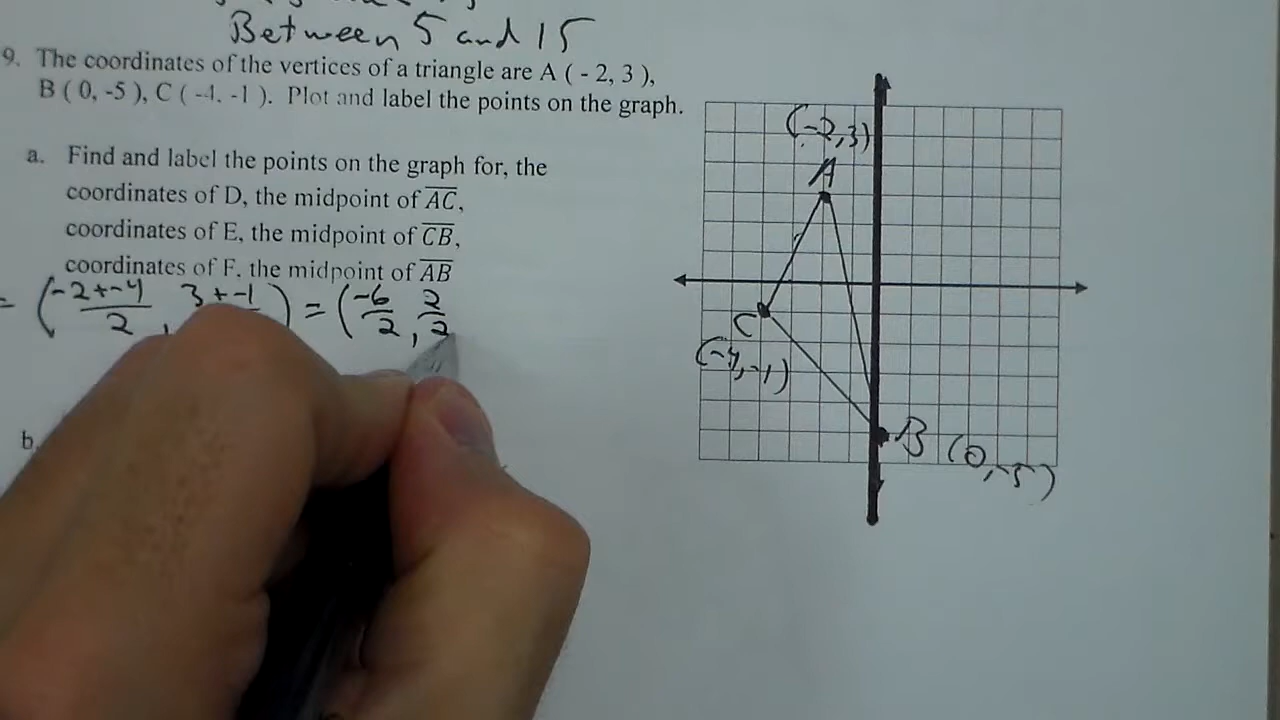 Between 5 and 15
9. The coordinates of the vertices of a triangle are A ( - 2, 3 ),
B ( 0, -5 ), C ( -4, -1 ). Plot and label the points on the graph.
a. Find and label the points on the graph for, the
coordinates of D, the midpoint of AC,
coordinates of E, the midpoint of CB,
coordinates of F. the midpoint of AB
= (-2+-4/2, 3+-1) = (-6/2, 2/2
b.
(-2,3)
A
C
(-4,-1)
B (0,-5)